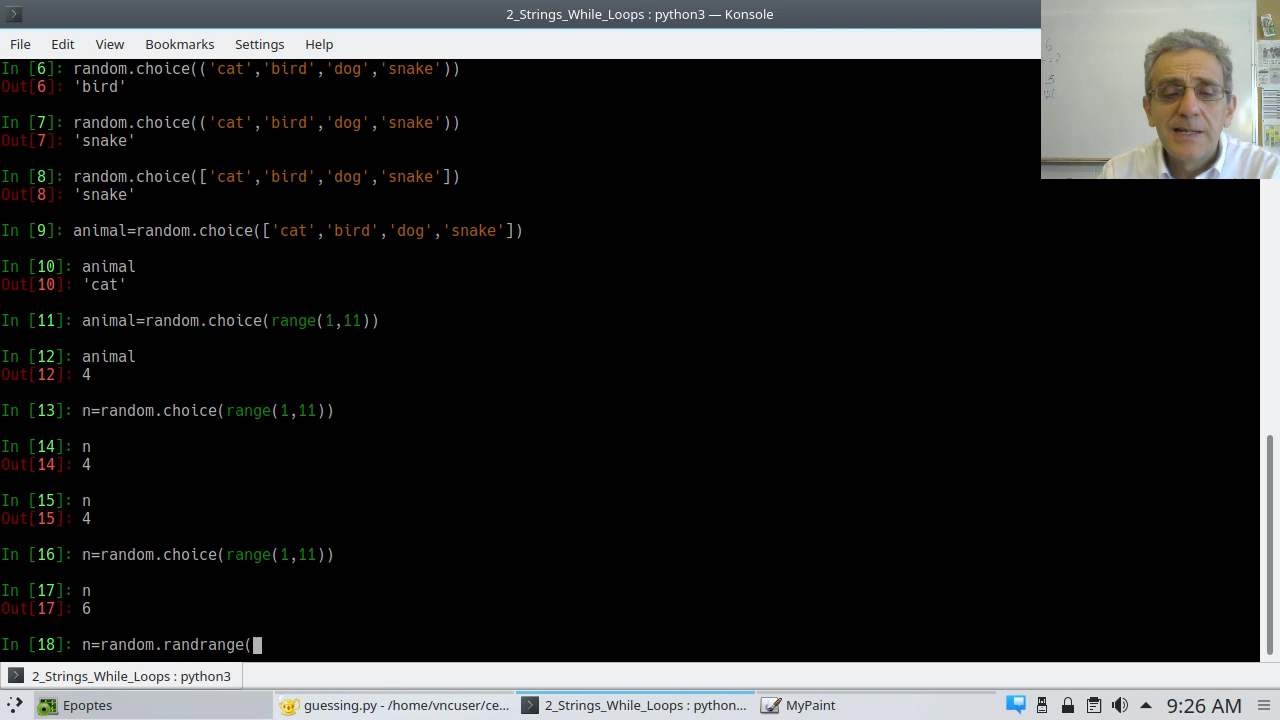 2_Strings_While_Loops : python3 — Konsole
File Edit View Bookmarks Settings Help
In [6]: random.choice(('cat','bird','dog','snake'))
Out[6]: 'bird'
In [7]: random.choice(('cat','bird','dog','snake'))
Out[7]: 'snake'
In [8]: random.choice(['cat','bird','dog','snake'])
Out[8]: 'snake'
In [9]: animal=random.choice(['cat','bird','dog','snake'])
In [10]: animal
Out[10]: 'cat'
In [11]: animal=random.choice(range(1,11))
In [12]: animal
Out[12]: 4
In [13]: n=random.choice(range(1,11))
In [14]: n
Out[14]: 4
In [15]: n
Out[15]: 4
In [16]: n=random.choice(range(1,11))
In [17]: n
Out[17]: 6
In [18]: n=random.randrange(
2_Strings_While_Loops : python3
Epoptes guessing.py - /home/vncuser/ce... 2_Strings_While_Loops : python... MyPaint 9:26 AM